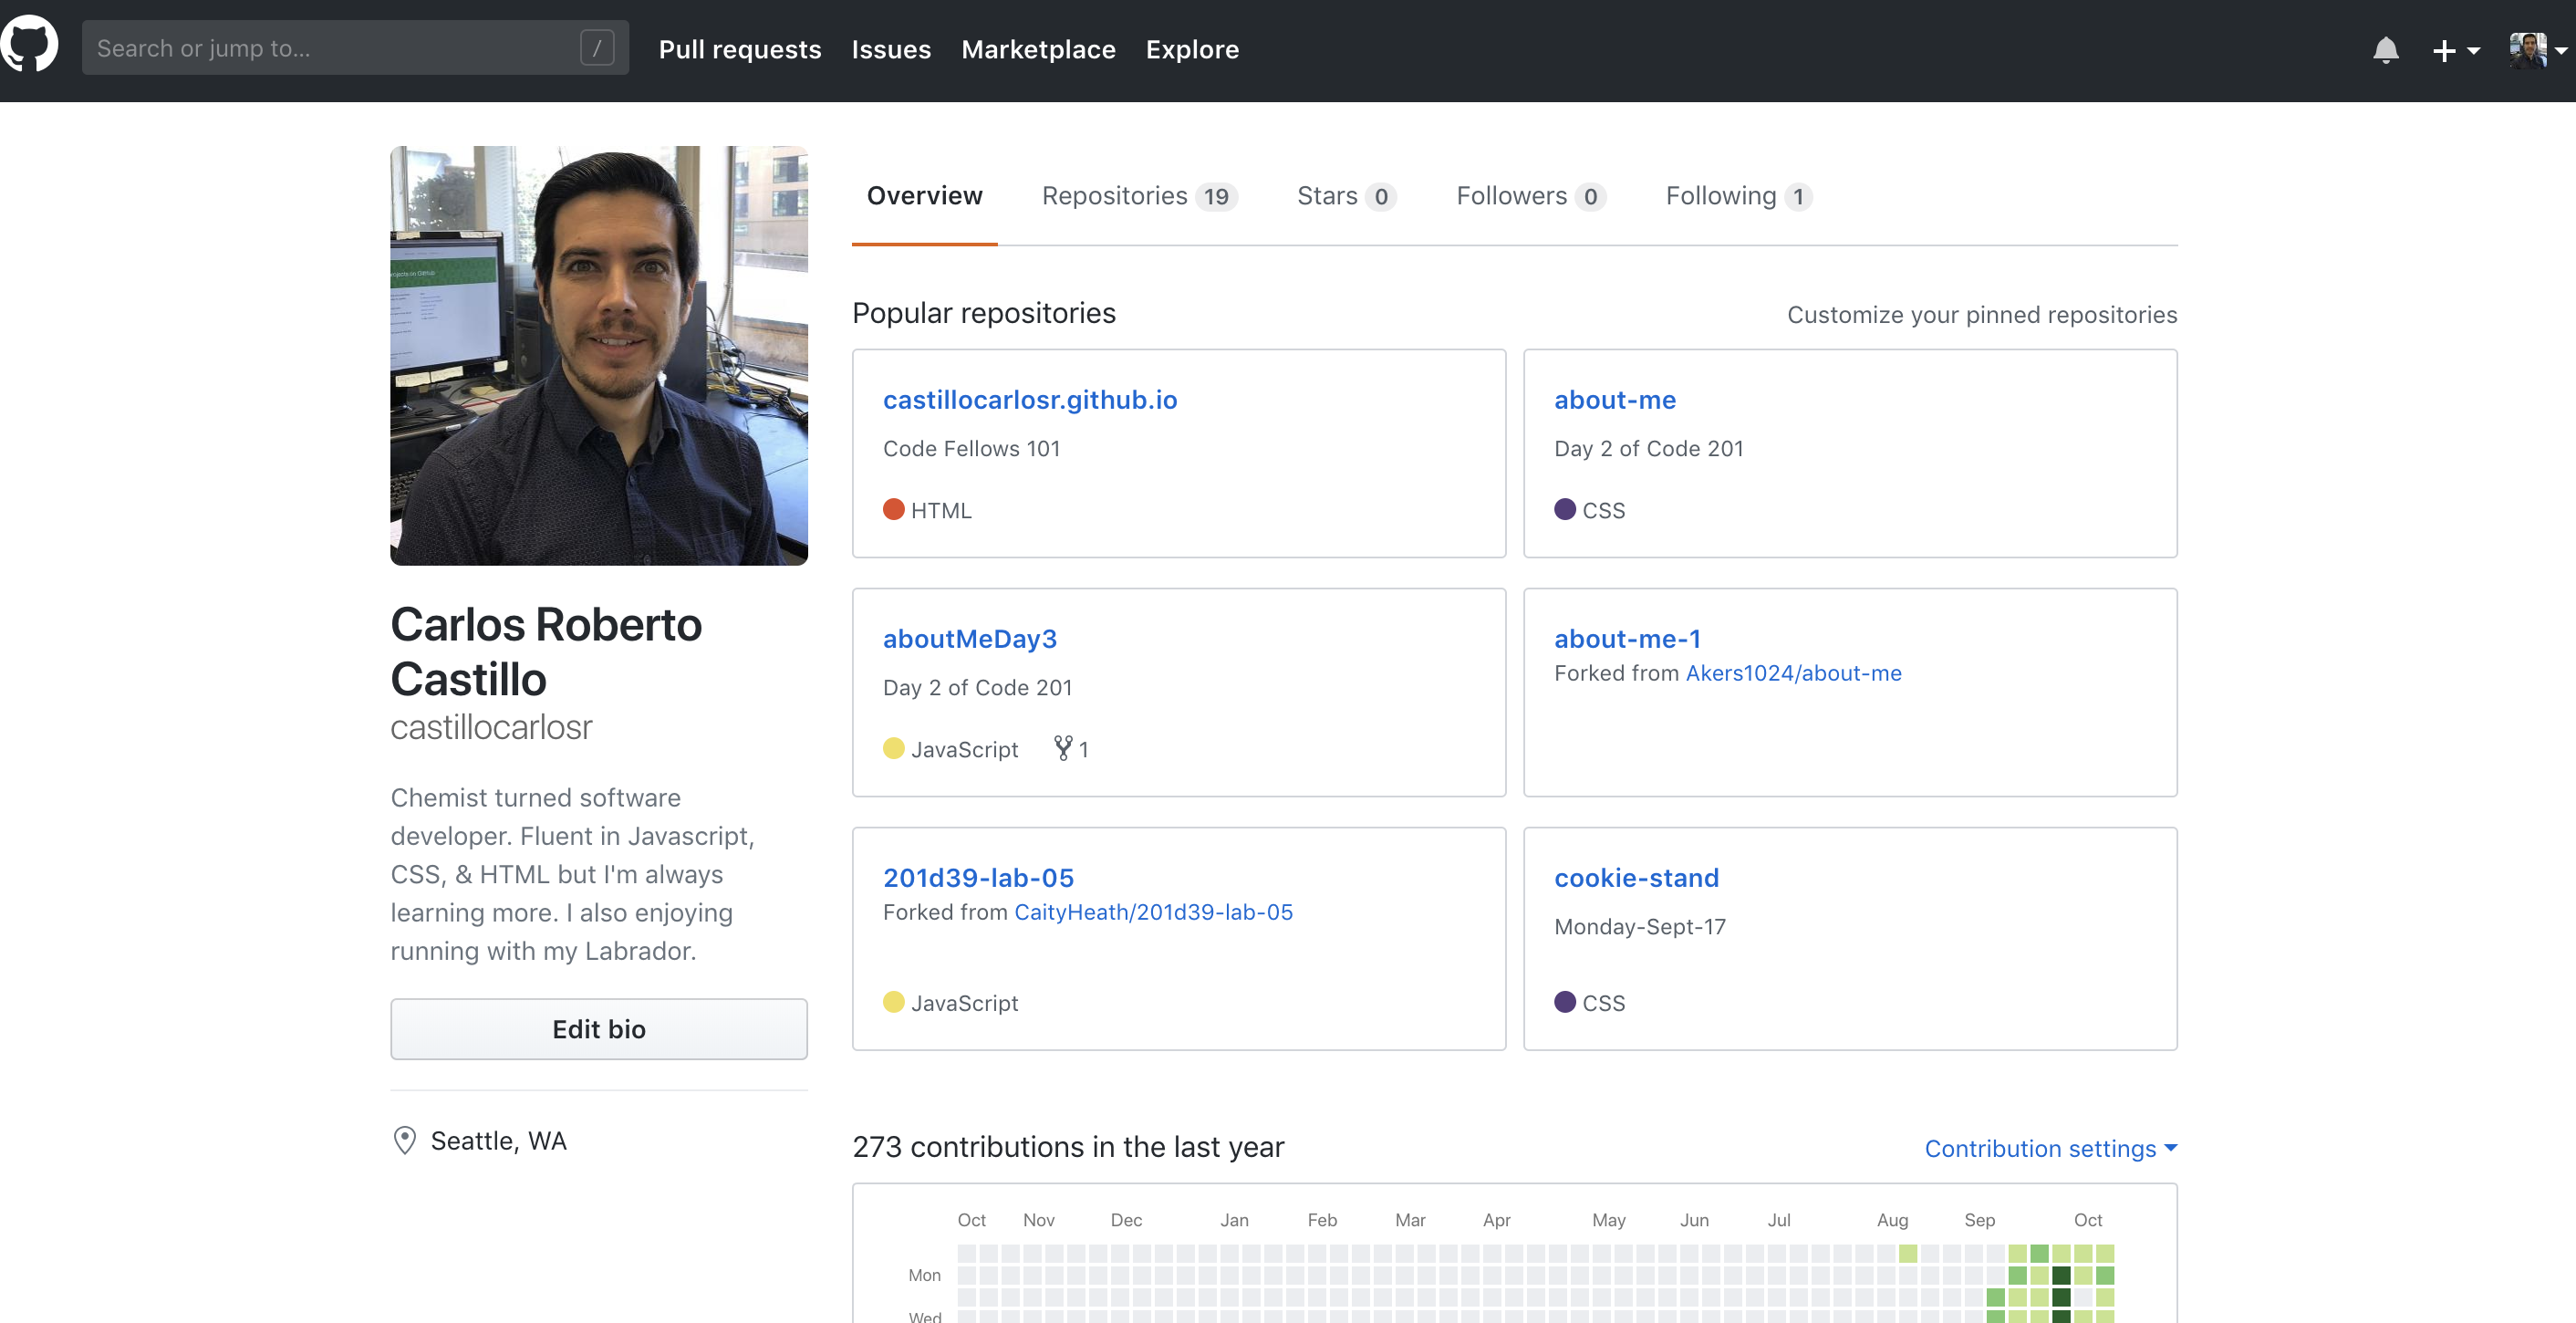 Search or jump to...
/
Pull requests
Issues
Marketplace
Explore
Overview
Repositories 19
Stars 0
Followers 0
Following 1
Popular repositories
Customize your pinned repositories
castillocarlosr.github.io
Code Fellows 101
HTML
about-me
Day 2 of Code 201
CSS
aboutMeDay3
Day 2 of Code 201
JavaScript
1
about-me-1
Forked from Akers1024/about-me
201d39-lab-05
Forked from CaityHeath/201d39-lab-05
JavaScript
cookie-stand
Monday-Sept-17
CSS
Carlos Roberto
Castillo
castillocarlosr
Chemist turned software
developer. Fluent in Javascript,
CSS, & HTML but I'm always
learning more. I also enjoying
running with my Labrador.
Edit bio
Seattle, WA
273 contributions in the last year
Contribution settings
Oct Nov Dec Jan Feb Mar Apr May Jun Jul Aug Sep Oct
Mon
Wed